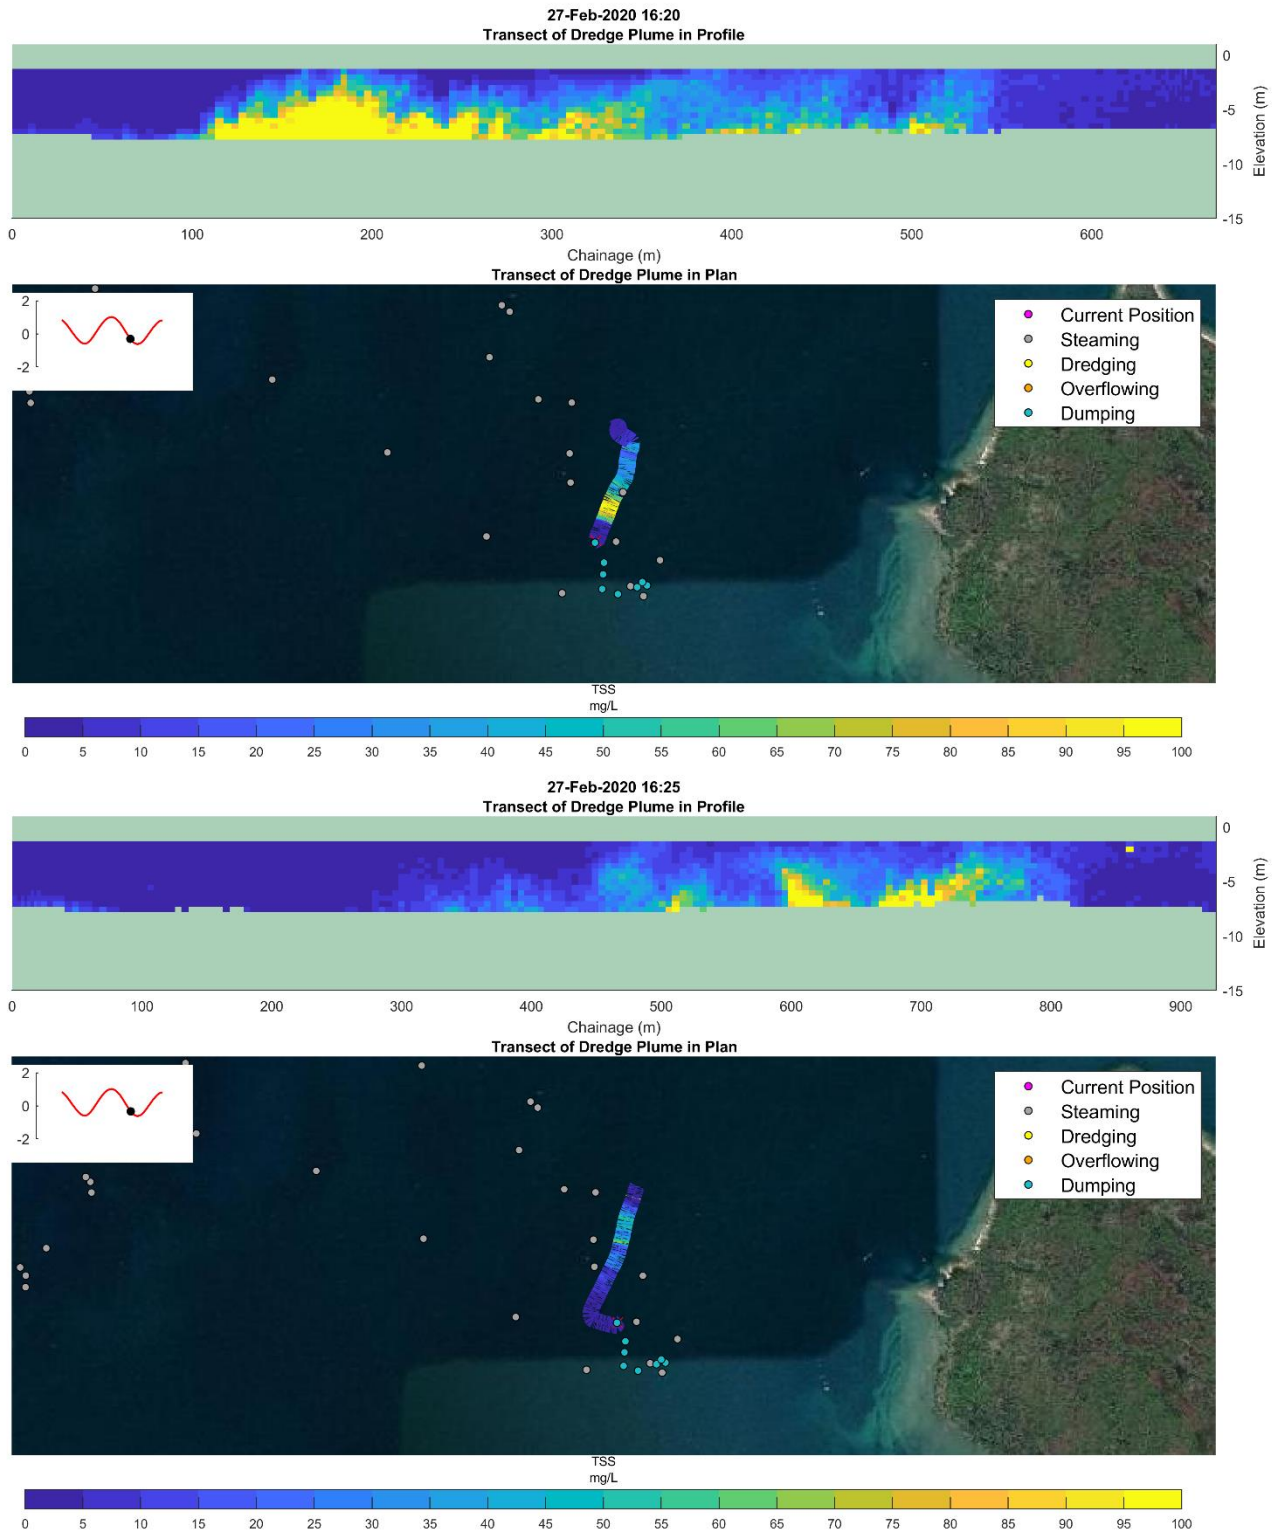 27-Feb-2020 16:20
Transect of Dredge Plume in Profile
0
-5
-10
-15
Elevation (m)
0 100 200 300 400 500 600
Chainage (m)
Transect of Dredge Plume in Plan
2
0
-2
Current Position
Steaming
Dredging
Overflowing
Dumping
TSS
mg/L
0 5 10 15 20 25 30 35 40 45 50 55 60 65 70 75 80 85 90 95 100
27-Feb-2020 16:25
Transect of Dredge Plume in Profile
0
-5
-10
-15
Elevation (m)
0 100 200 300 400 500 600 700 800 900
Chainage (m)
Transect of Dredge Plume in Plan
2
0
-2
Current Position
Steaming
Dredging
Overflowing
Dumping
TSS
mg/L
0 5 10 15 20 25 30 35 40 45 50 55 60 65 70 75 80 85 90 95 100